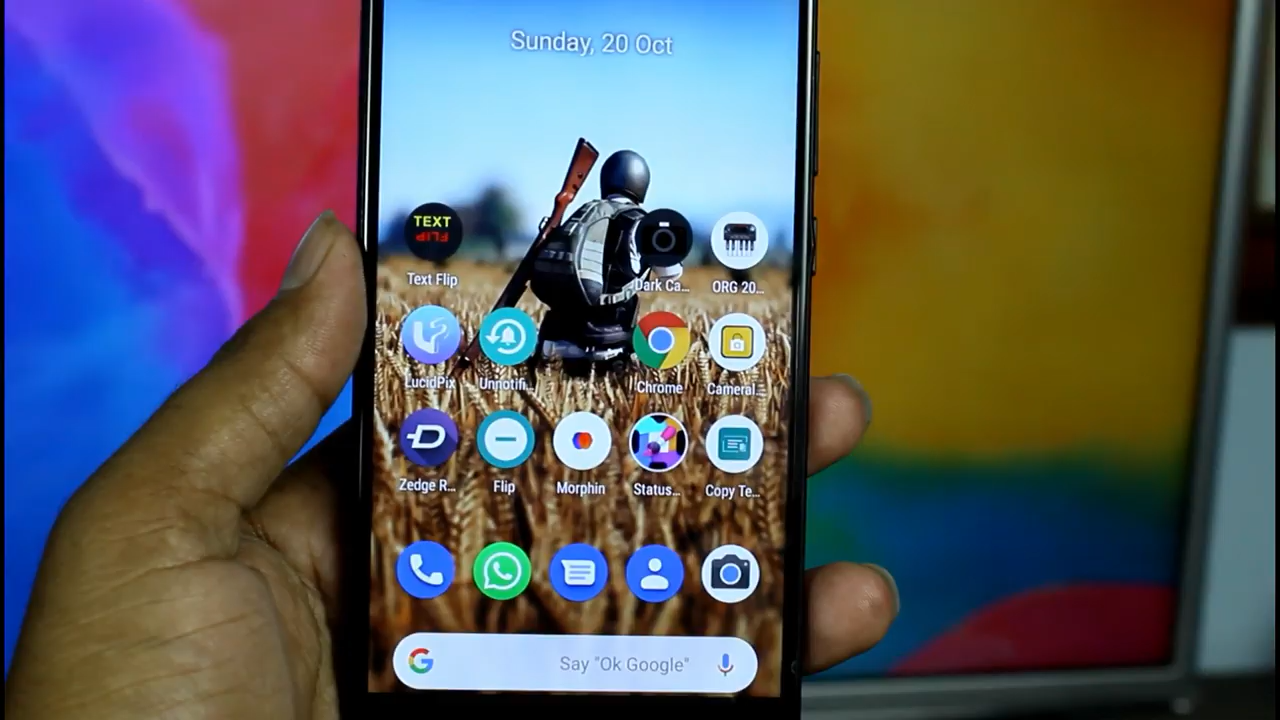 Sunday, 20 Oct
TEXT
FLIP
Text Flip
Dark Ca...
ORG 20...
LucidPix
Unnotifi...
Chrome
Cameral...
Zedge R...
Flip
Morphin
Status...
Copy Te...
G
Say "Ok Google"